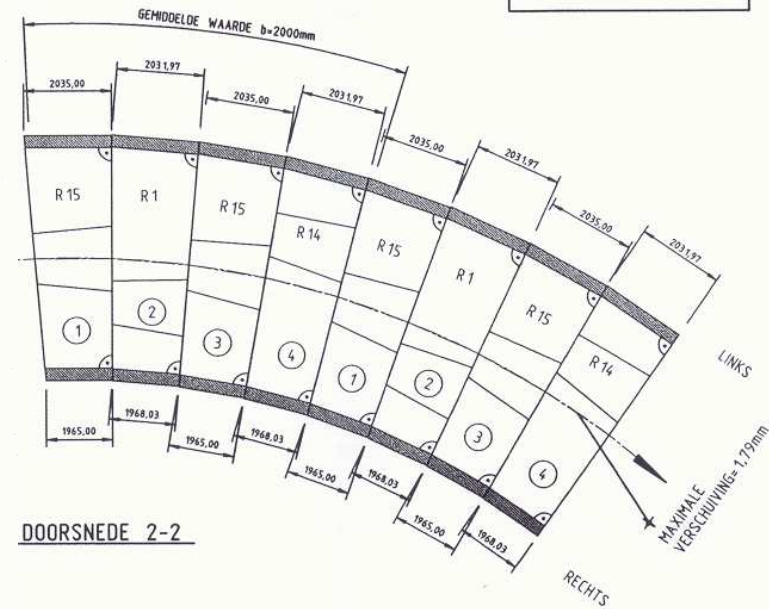 GEMIDDELDE WAARDE b=2000mm
2035,00
2031,97
2035,00
2031,97
2035,00
2031,97
2035,00
2031,97
R 15
R 1
R 15
R 14
R 15
R 1
R 15
R 14
1
2
3
4
1
2
3
4
LINKS
1965,00
1968,03
1965,00
1968,03
1965,00
1968,03
1965,00
1968,03
MAXIMALE
VERSCHUIVING= 1,79mm
DOORSNEDE 2-2
RECHTS